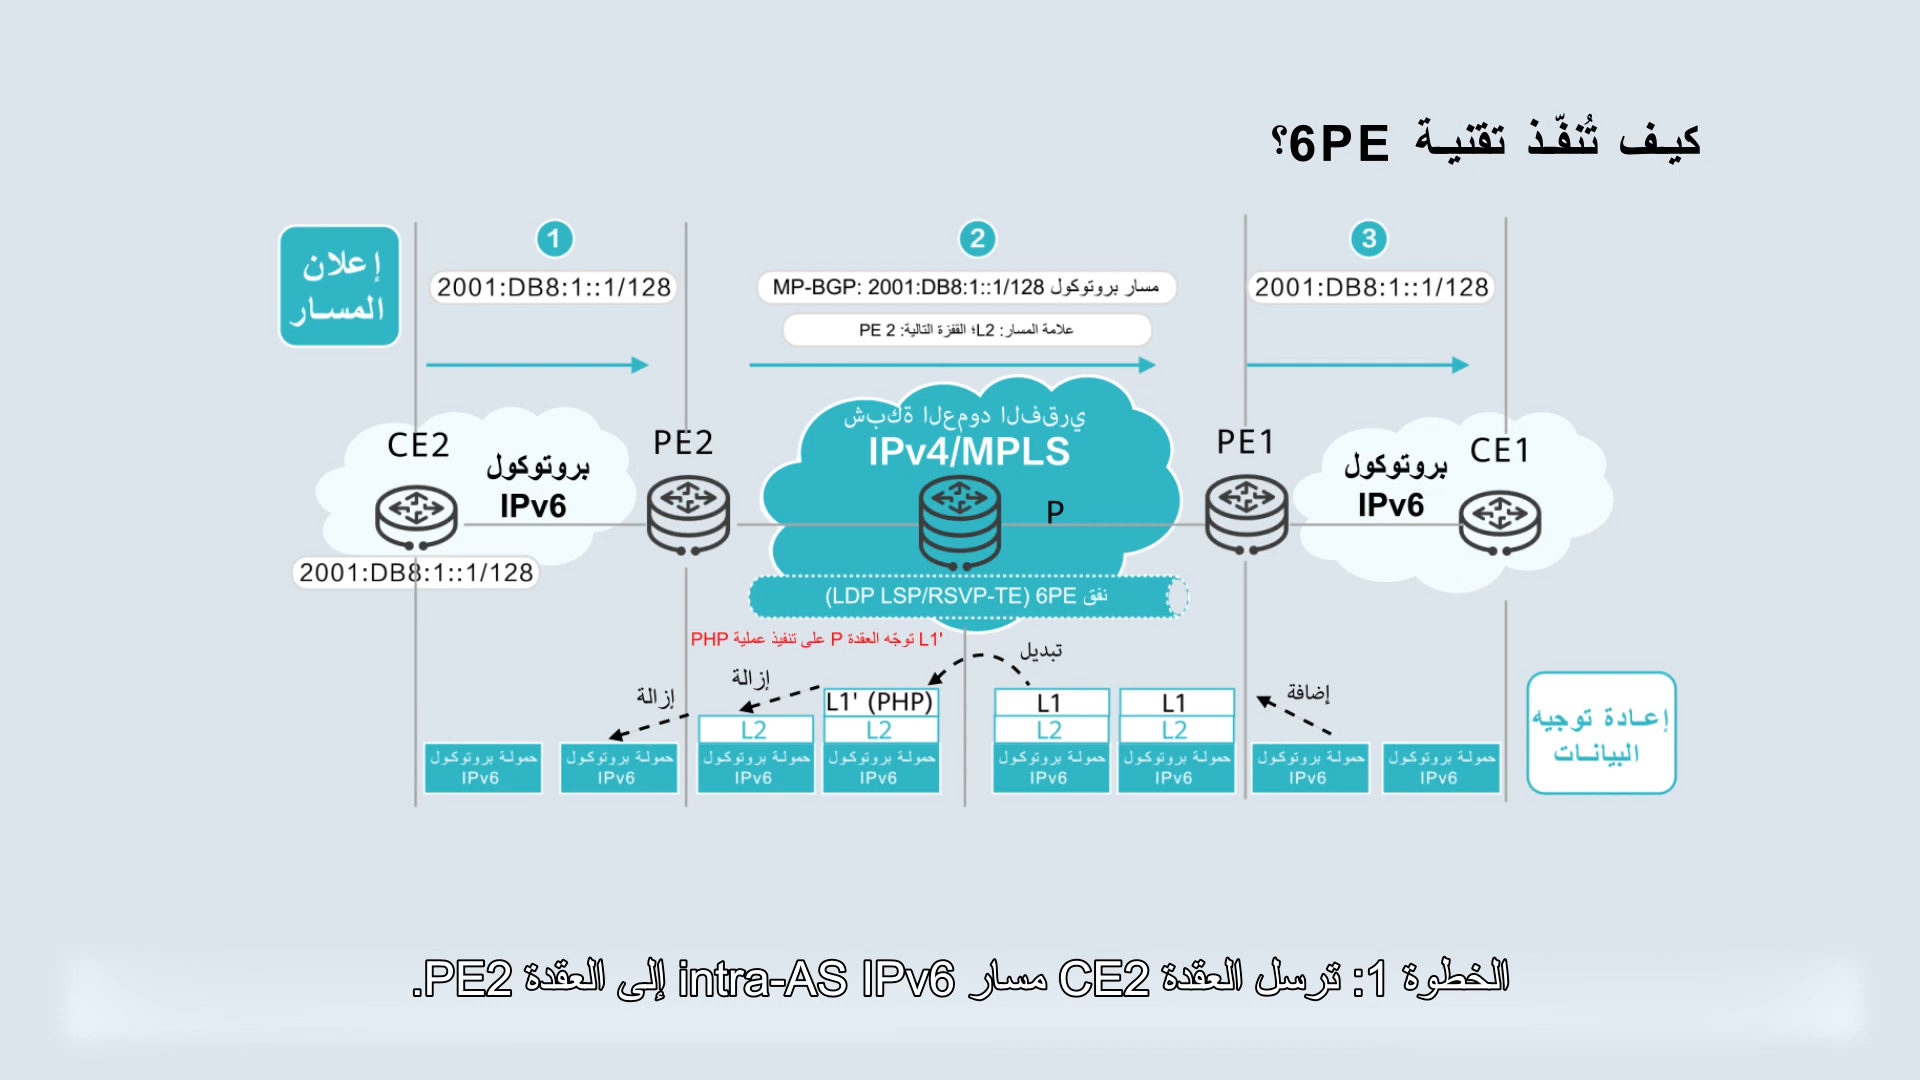 كيف تُنفّذ تقنية 6PE؟
إعلان
المسار
1
2
3
2001:DB8:1::1/128
مسار بروتوكول MP-BGP: 2001:DB8:1::1/128
2001:DB8:1::1/128
علامة المسار: L2؛ القفزة التالية: PE 2
شبكة العمود الفقري
IPv4/MPLS
CE2
بروتوكول
IPv6
PE2
P
PE1
بروتوكول
IPv6
CE1
2001:DB8:1::1/128
نفق 6PE (LDP LSP/RSVP-TE)
L1' توجّه العقدة P على تنفيذ عملية PHP
إزالة
إزالة
تبديل
إضافة
حمولة بروتوكول
IPv6
حمولة بروتوكول
IPv6
L2
حمولة بروتوكول
IPv6
L1' (PHP)
L2
حمولة بروتوكول
IPv6
L1
L2
حمولة بروتوكول
IPv6
L1
L2
حمولة بروتوكول
IPv6
حمولة بروتوكول
IPv6
حمولة بروتوكول
IPv6
إعادة توجيه
البيانات
الخطوة 1: ترسل العقدة CE2 مسار intra-AS IPv6 إلى العقدة PE2.